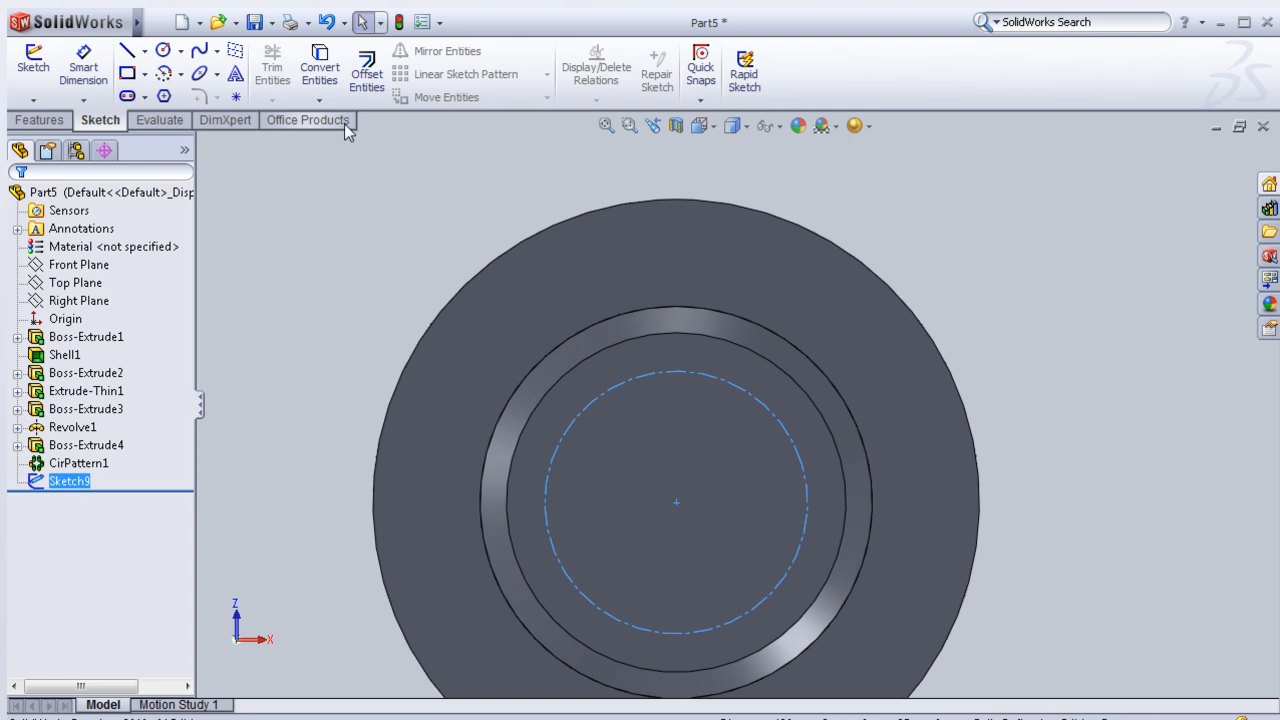 SolidWorks
Part5 *
SolidWorks Search
?
Sketch
Smart Dimension
Trim Entities
Convert Entities
Offset Entities
Mirror Entities
Linear Sketch Pattern
Move Entities
Display/Delete Relations
Repair Sketch
Quick Snaps
Rapid Sketch
Features
Sketch
Evaluate
DimXpert
Office Products
Part5 (Default<<Default>_Disp
Sensors
Annotations
Material <not specified>
Front Plane
Top Plane
Right Plane
Origin
Boss-Extrude1
Shell1
Boss-Extrude2
Extrude-Thin1
Boss-Extrude3
Revolve1
Boss-Extrude4
CirPattern1
Sketch9
Z
X
Model
Motion Study 1